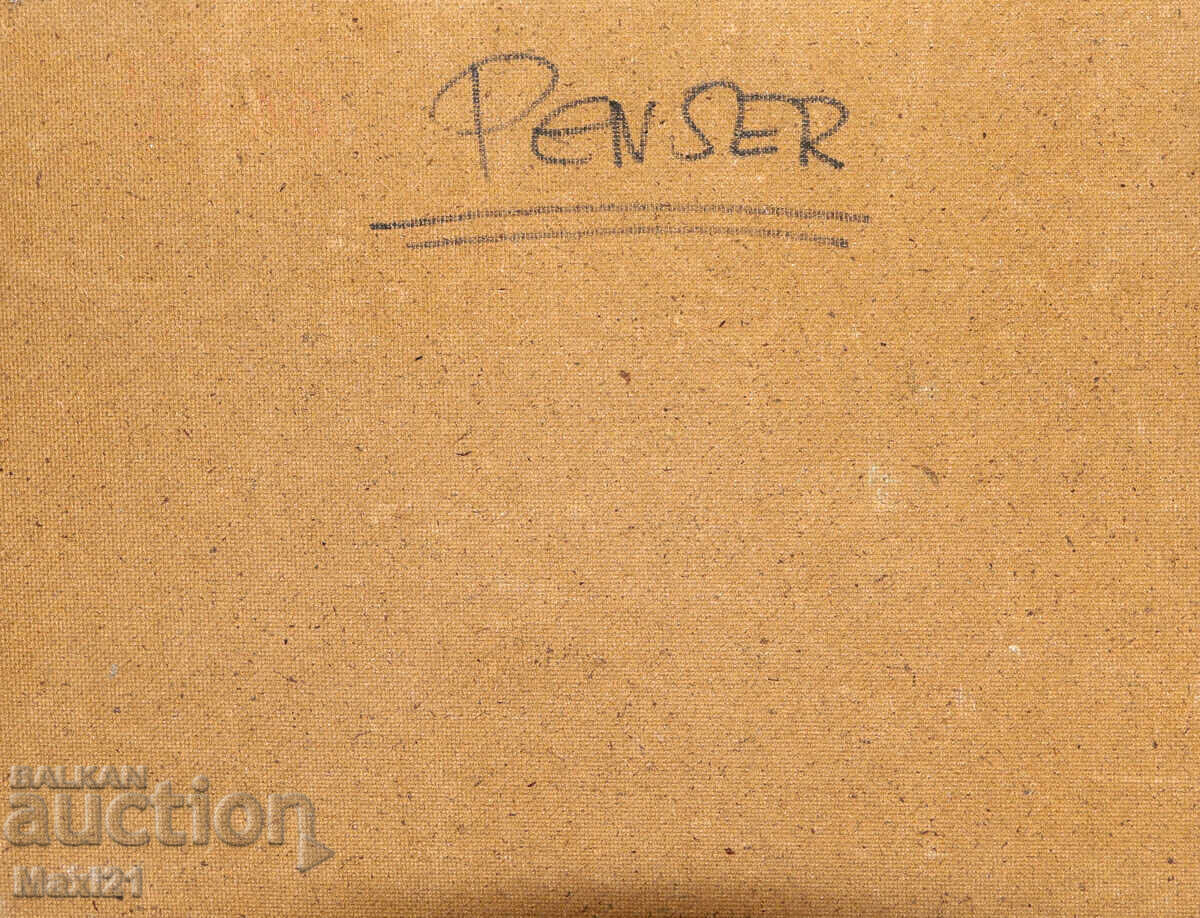 PENSER
BALKAN
auction
Maxi21